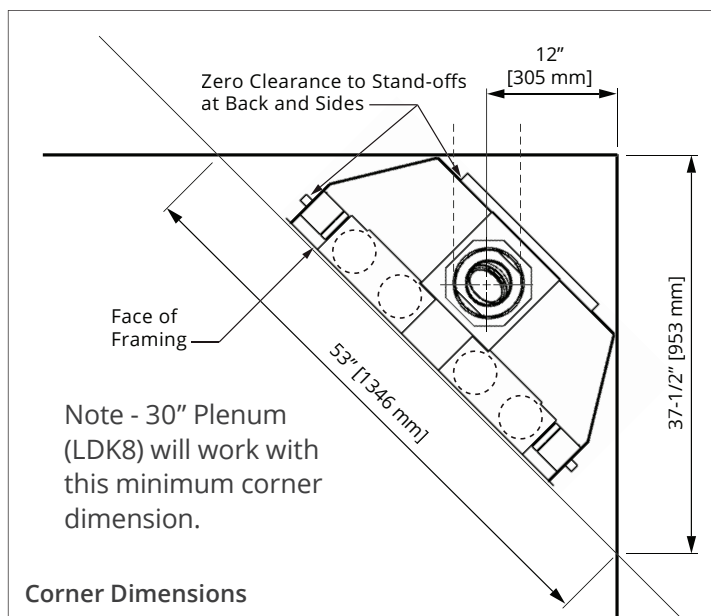 12”
[305 mm]
Zero Clearance to Stand-offs
at Back and Sides
Face of
Framing
53” [1346 mm]
37-1/2” [953 mm]
Note - 30” Plenum
(LDK8) will work with
this minimum corner
dimension.
Corner Dimensions